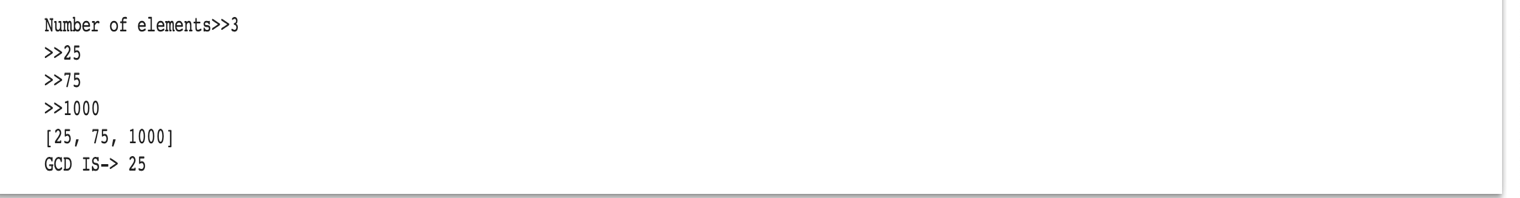 Number of elements>>3
>>25
>>75
>>1000
[25, 75, 1000]
GCD IS-> 25